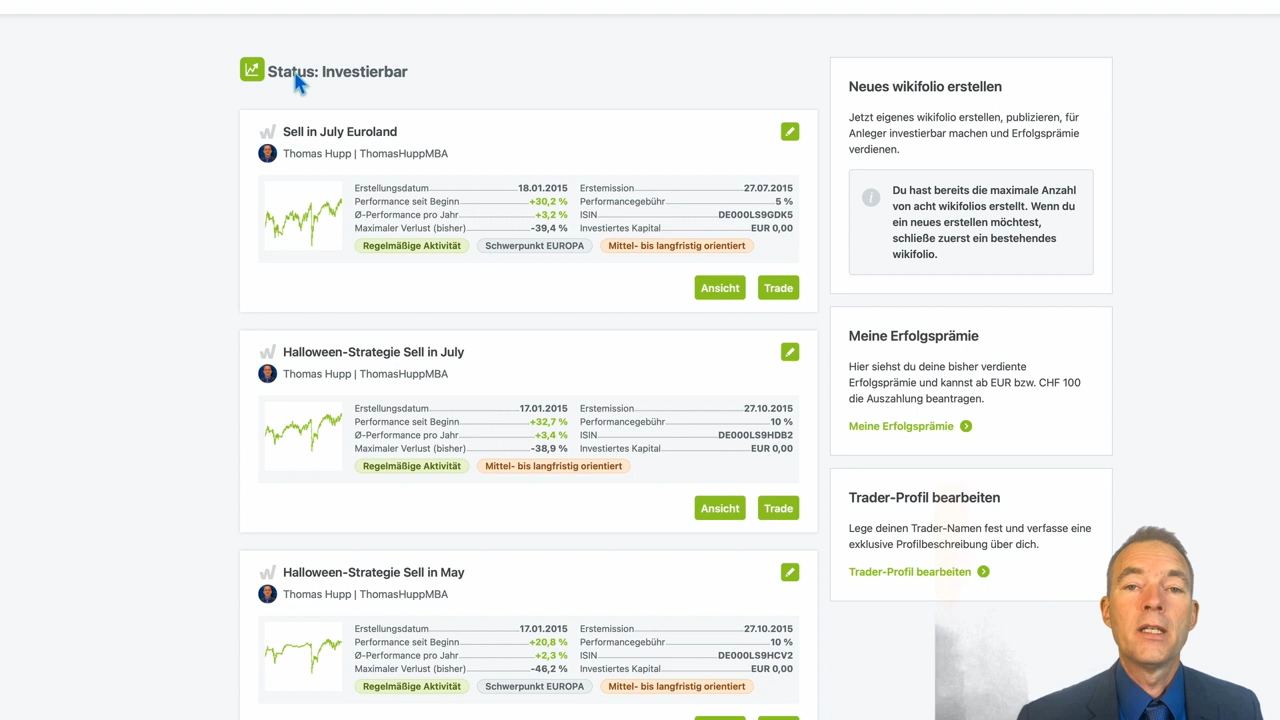 Status: Investierbar
Sell in July Euroland
Thomas Hupp | ThomasHuppMBA
Erstellungsdatum 18.01.2015
Performance seit Beginn +30,2 %
Ø-Performance pro Jahr +3,2 %
Maximaler Verlust (bisher) -39,4 %
Erstemission 27.07.2015
Performancegebühr 5 %
ISIN DE000LS9GDK5
Investiertes Kapital EUR 0,00
Regelmäßige Aktivität
Schwerpunkt EUROPA
Mittel- bis langfristig orientiert
Ansicht
Trade
Halloween-Strategie Sell in July
Thomas Hupp | ThomasHuppMBA
Erstellungsdatum 17.01.2015
Performance seit Beginn +32,7 %
Ø-Performance pro Jahr +3,4 %
Maximaler Verlust (bisher) -38,9 %
Erstemission 27.10.2015
Performancegebühr 10 %
ISIN DE000LS9HDB2
Investiertes Kapital EUR 0,00
Regelmäßige Aktivität
Mittel- bis langfristig orientiert
Ansicht
Trade
Halloween-Strategie Sell in May
Thomas Hupp | ThomasHuppMBA
Erstellungsdatum 17.01.2015
Performance seit Beginn +20,8 %
Ø-Performance pro Jahr +2,3 %
Maximaler Verlust (bisher) -46,2 %
Erstemission 27.10.2015
Performancegebühr 10 %
ISIN DE000LS9HCV2
Investiertes Kapital EUR 0,00
Regelmäßige Aktivität
Schwerpunkt EUROPA
Mittel- bis langfristig orientiert
Neues wikifolio erstellen
Jetzt eigenes wikifolio erstellen, publizieren, für
Anleger investierbar machen und Erfolgsprämie
verdienen.
Du hast bereits die maximale Anzahl
von acht wikifolios erstellt. Wenn du
ein neues erstellen möchtest,
schließe zuerst ein bestehendes
wikifolio.
Meine Erfolgsprämie
Hier siehst du deine bisher verdiente
Erfolgsprämie und kannst ab EUR bzw. CHF 100
die Auszahlung beantragen.
Meine Erfolgsprämie
Trader-Profil bearbeiten
Lege deinen Trader-Namen fest und verfasse eine
exklusive Profilbeschreibung über dich.
Trader-Profil bearbeiten